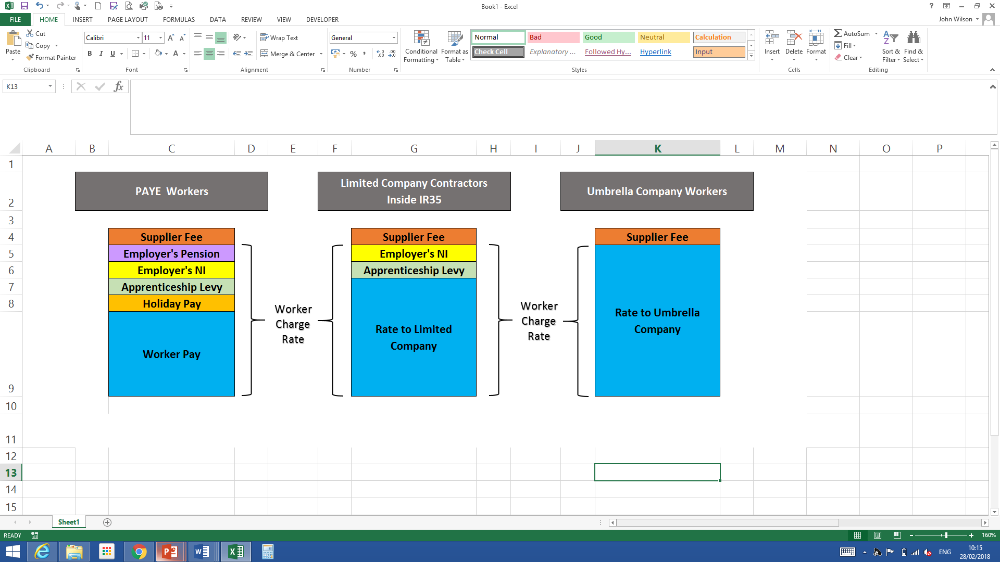 Book1 - Excel
FILE HOME INSERT PAGE LAYOUT FORMULAS DATA REVIEW VIEW DEVELOPER
John Wilson
Paste
Cut
Copy
Format Painter
Clipboard
Calibri 11
B I U
Font
Wrap Text
Merge & Center
Alignment
General
Number
Conditional Formatting
Format as Table
Normal Bad Good Neutral Calculation
Check Cell Explanatory ... Followed Hy... Hyperlink Input
Styles
Insert Delete Format
Cells
AutoSum
Fill
Clear
Sort & Filter
Find & Select
Editing
K13
fx
A B C D E F G H I J K L M N O P
1
2
3
4
5
6
7
8
9
10
11
12
13
14
15
PAYE Workers
Limited Company Contractors
Inside IR35
Umbrella Company Workers
Supplier Fee
Employer's Pension
Employer's NI
Apprenticeship Levy
Holiday Pay
Worker Pay
Worker
Charge
Rate
Supplier Fee
Employer's NI
Apprenticeship Levy
Rate to Limited
Company
Worker
Charge
Rate
Supplier Fee
Rate to Umbrella
Company
Sheet1
READY
160%
ENG
10:15
28/02/2018